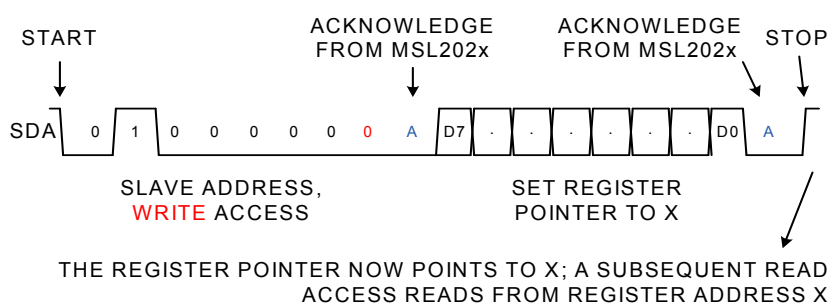 START
ACKNOWLEDGE
FROM MSL202x
ACKNOWLEDGE
FROM MSL202x
STOP
SDA 0 1 0 0 0 0 0 0 A D7 . . . . . . D0 A
SLAVE ADDRESS,
WRITE ACCESS
SET REGISTER
POINTER TO X
THE REGISTER POINTER NOW POINTS TO X; A SUBSEQUENT READ
ACCESS READS FROM REGISTER ADDRESS X